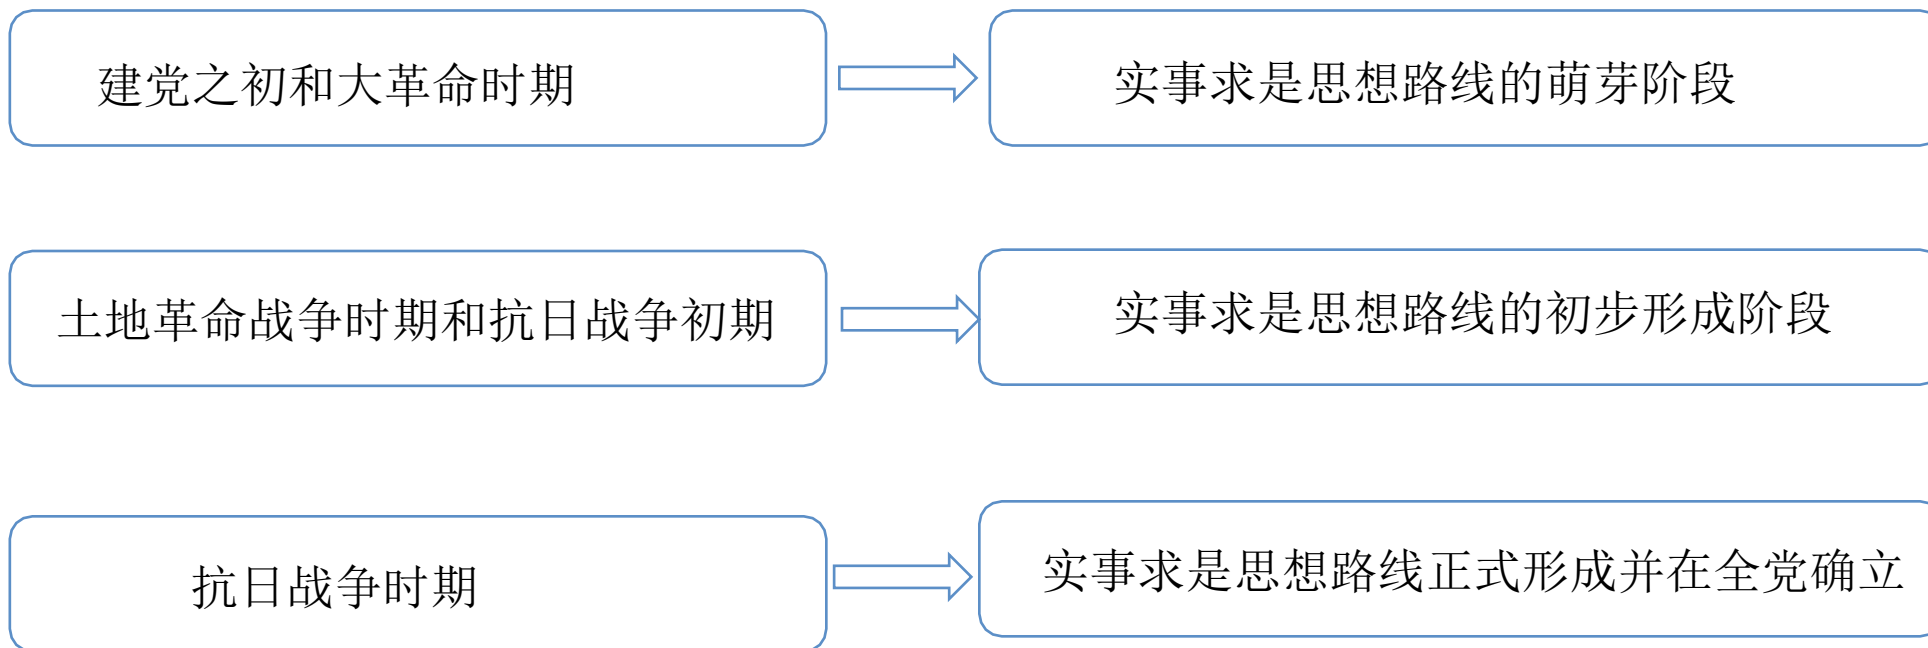 建党之初和大革命时期
实事求是思想路线的萌芽阶段
土地革命战争时期和抗日战争初期
实事求是思想路线的初步形成阶段
抗日战争时期
实事求是思想路线正式形成并在全党确立